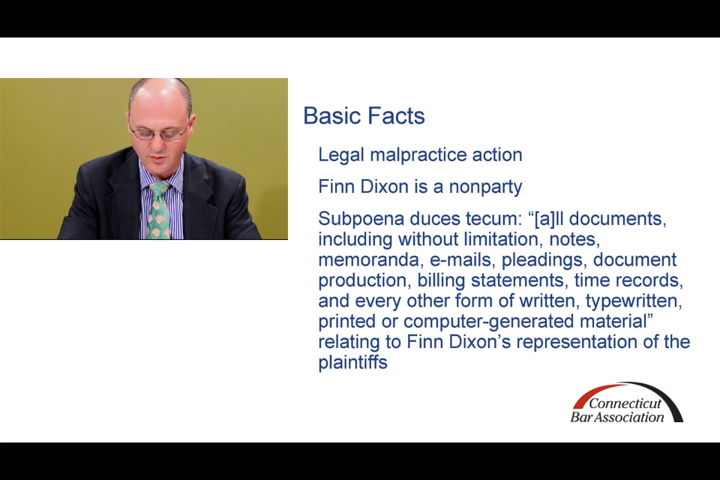 Basic Facts
Legal malpractice action
Finn Dixon is a nonparty
Subpoena duces tecum: “[a]ll documents,
including without limitation, notes,
memoranda, e-mails, pleadings, document
production, billing statements, time records,
and every other form of written, typewritten,
printed or computer-generated material”
relating to Finn Dixon’s representation of the
plaintiffs
Connecticut
Bar Association